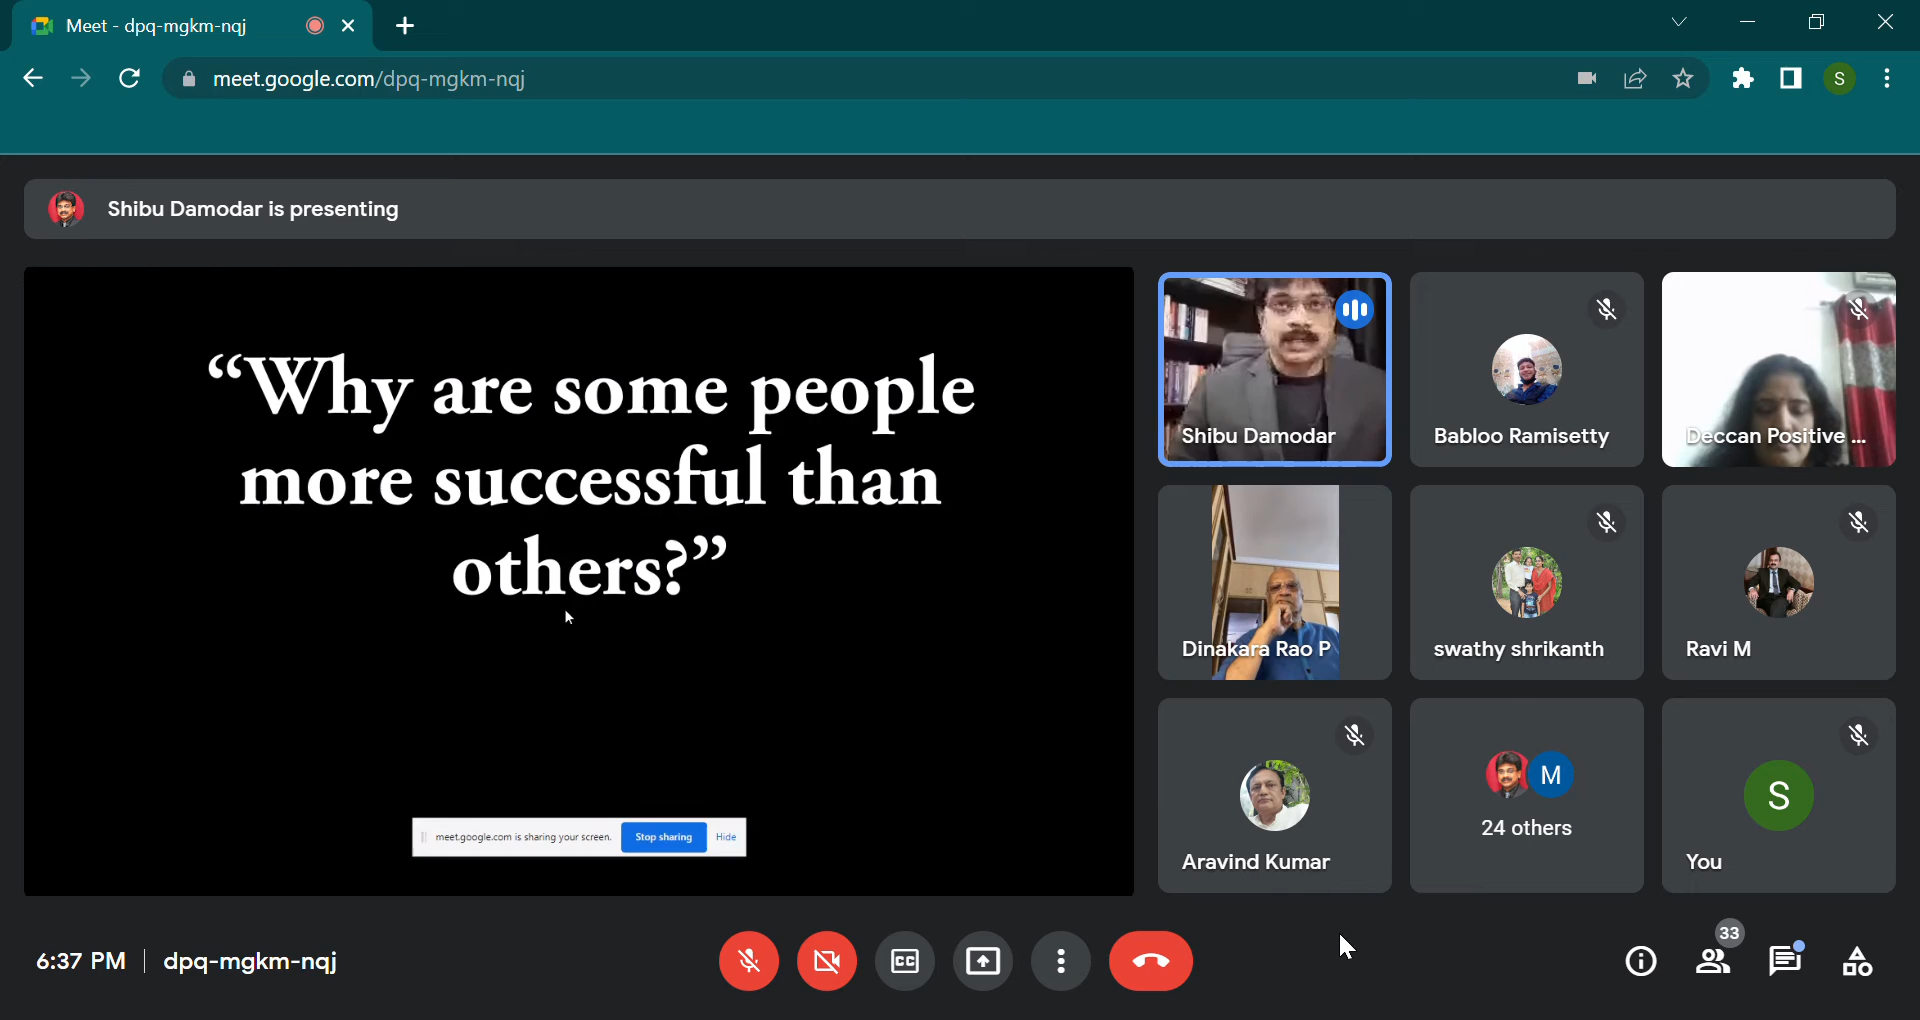 Meet - dpq-mgkm-nqj
meet.google.com/dpq-mgkm-nqj
S
Shibu Damodar is presenting
“Why are some people
more successful than
others?”
meet.google.com is sharing your screen. Stop sharing Hide
Shibu Damodar
Babloo Ramisetty
Deccan Positive ...
Dinakara Rao P
swathy shrikanth
Ravi M
Aravind Kumar
M
24 others
S
You
6:37 PM | dpq-mgkm-nqj
CC
33